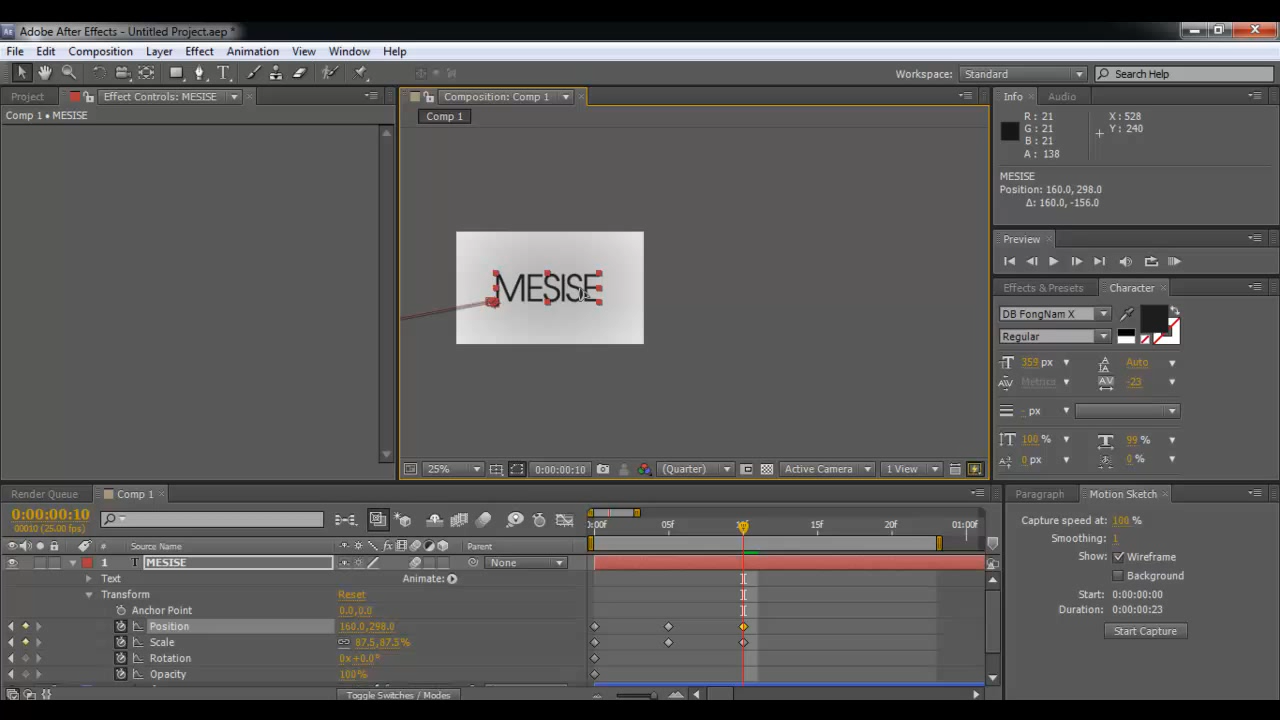 Adobe After Effects - Untitled Project.aep *
File Edit Composition Layer Effect Animation View Window Help
Workspace: Standard Search Help
Project Effect Controls: MESISE
Comp 1 • MESISE
Composition: Comp 1
Comp 1
MESISE
25% 0:00:00:10 (Quarter) Active Camera 1 View
Info Audio
R: 21 X: 528
G: 21 Y: 240
B: 21
A: 138
MESISE
Position: 160.0, 298.0
Δ: 160.0, -156.0
Preview
Effects & Presets Character
DB FongNam X
Regular
359 px Auto
Metrics -23
- px
100 % 99 %
0 px 0 %
Render Queue Comp 1
0:00:00:10
00010 (25.00 fps)
05f 10f 15f 20f 01:00f
# Source Name Parent
1 T MESISE None
Text Animate:
Transform Reset
Anchor Point 0.0,0.0
Position 160.0,298.0
Scale 87.5,87.5%
Rotation 0x+0.0°
Opacity 100%
Toggle Switches / Modes
Paragraph Motion Sketch
Capture speed at: 100 %
Smoothing: 1
Show: Wireframe
Background
Start: 0:00:00:00
Duration: 0:00:00:23
Start Capture